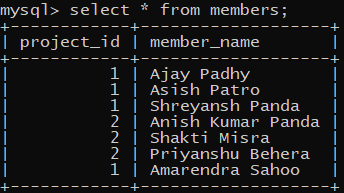 mysql> select * from members;
+------------+-------------------+
| project_id | member_name       |
+------------+-------------------+
|          1 | Ajay Padhy        |
|          1 | Asish Patro       |
|          1 | Shreyansh Panda   |
|          2 | Anish Kumar Panda |
|          2 | Shakti Misra      |
|          2 | Priyanshu Behera  |
|          1 | Amarendra Sahoo   |
+------------+-------------------+